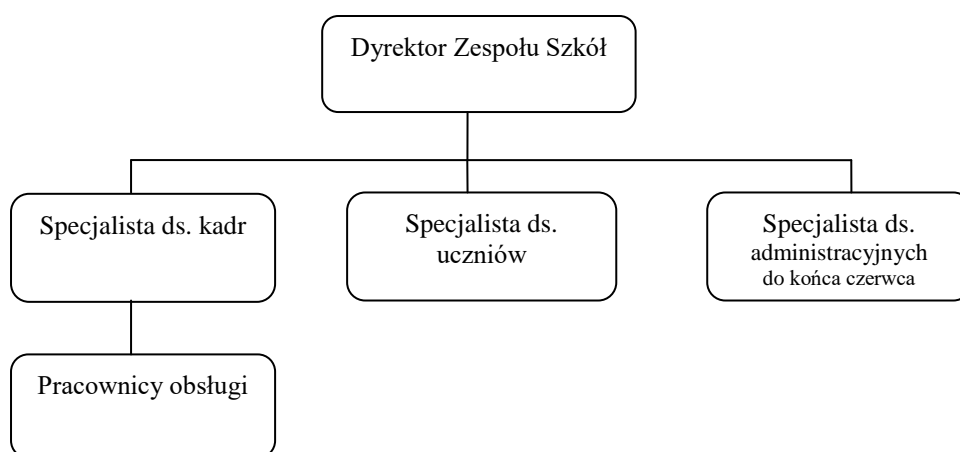 Dyrektor Zespołu Szkół
Specjalista ds. kadr
Specjalista ds.
uczniów
Specjalista ds.
administracyjnych
do końca czerwca
Pracownicy obsługi